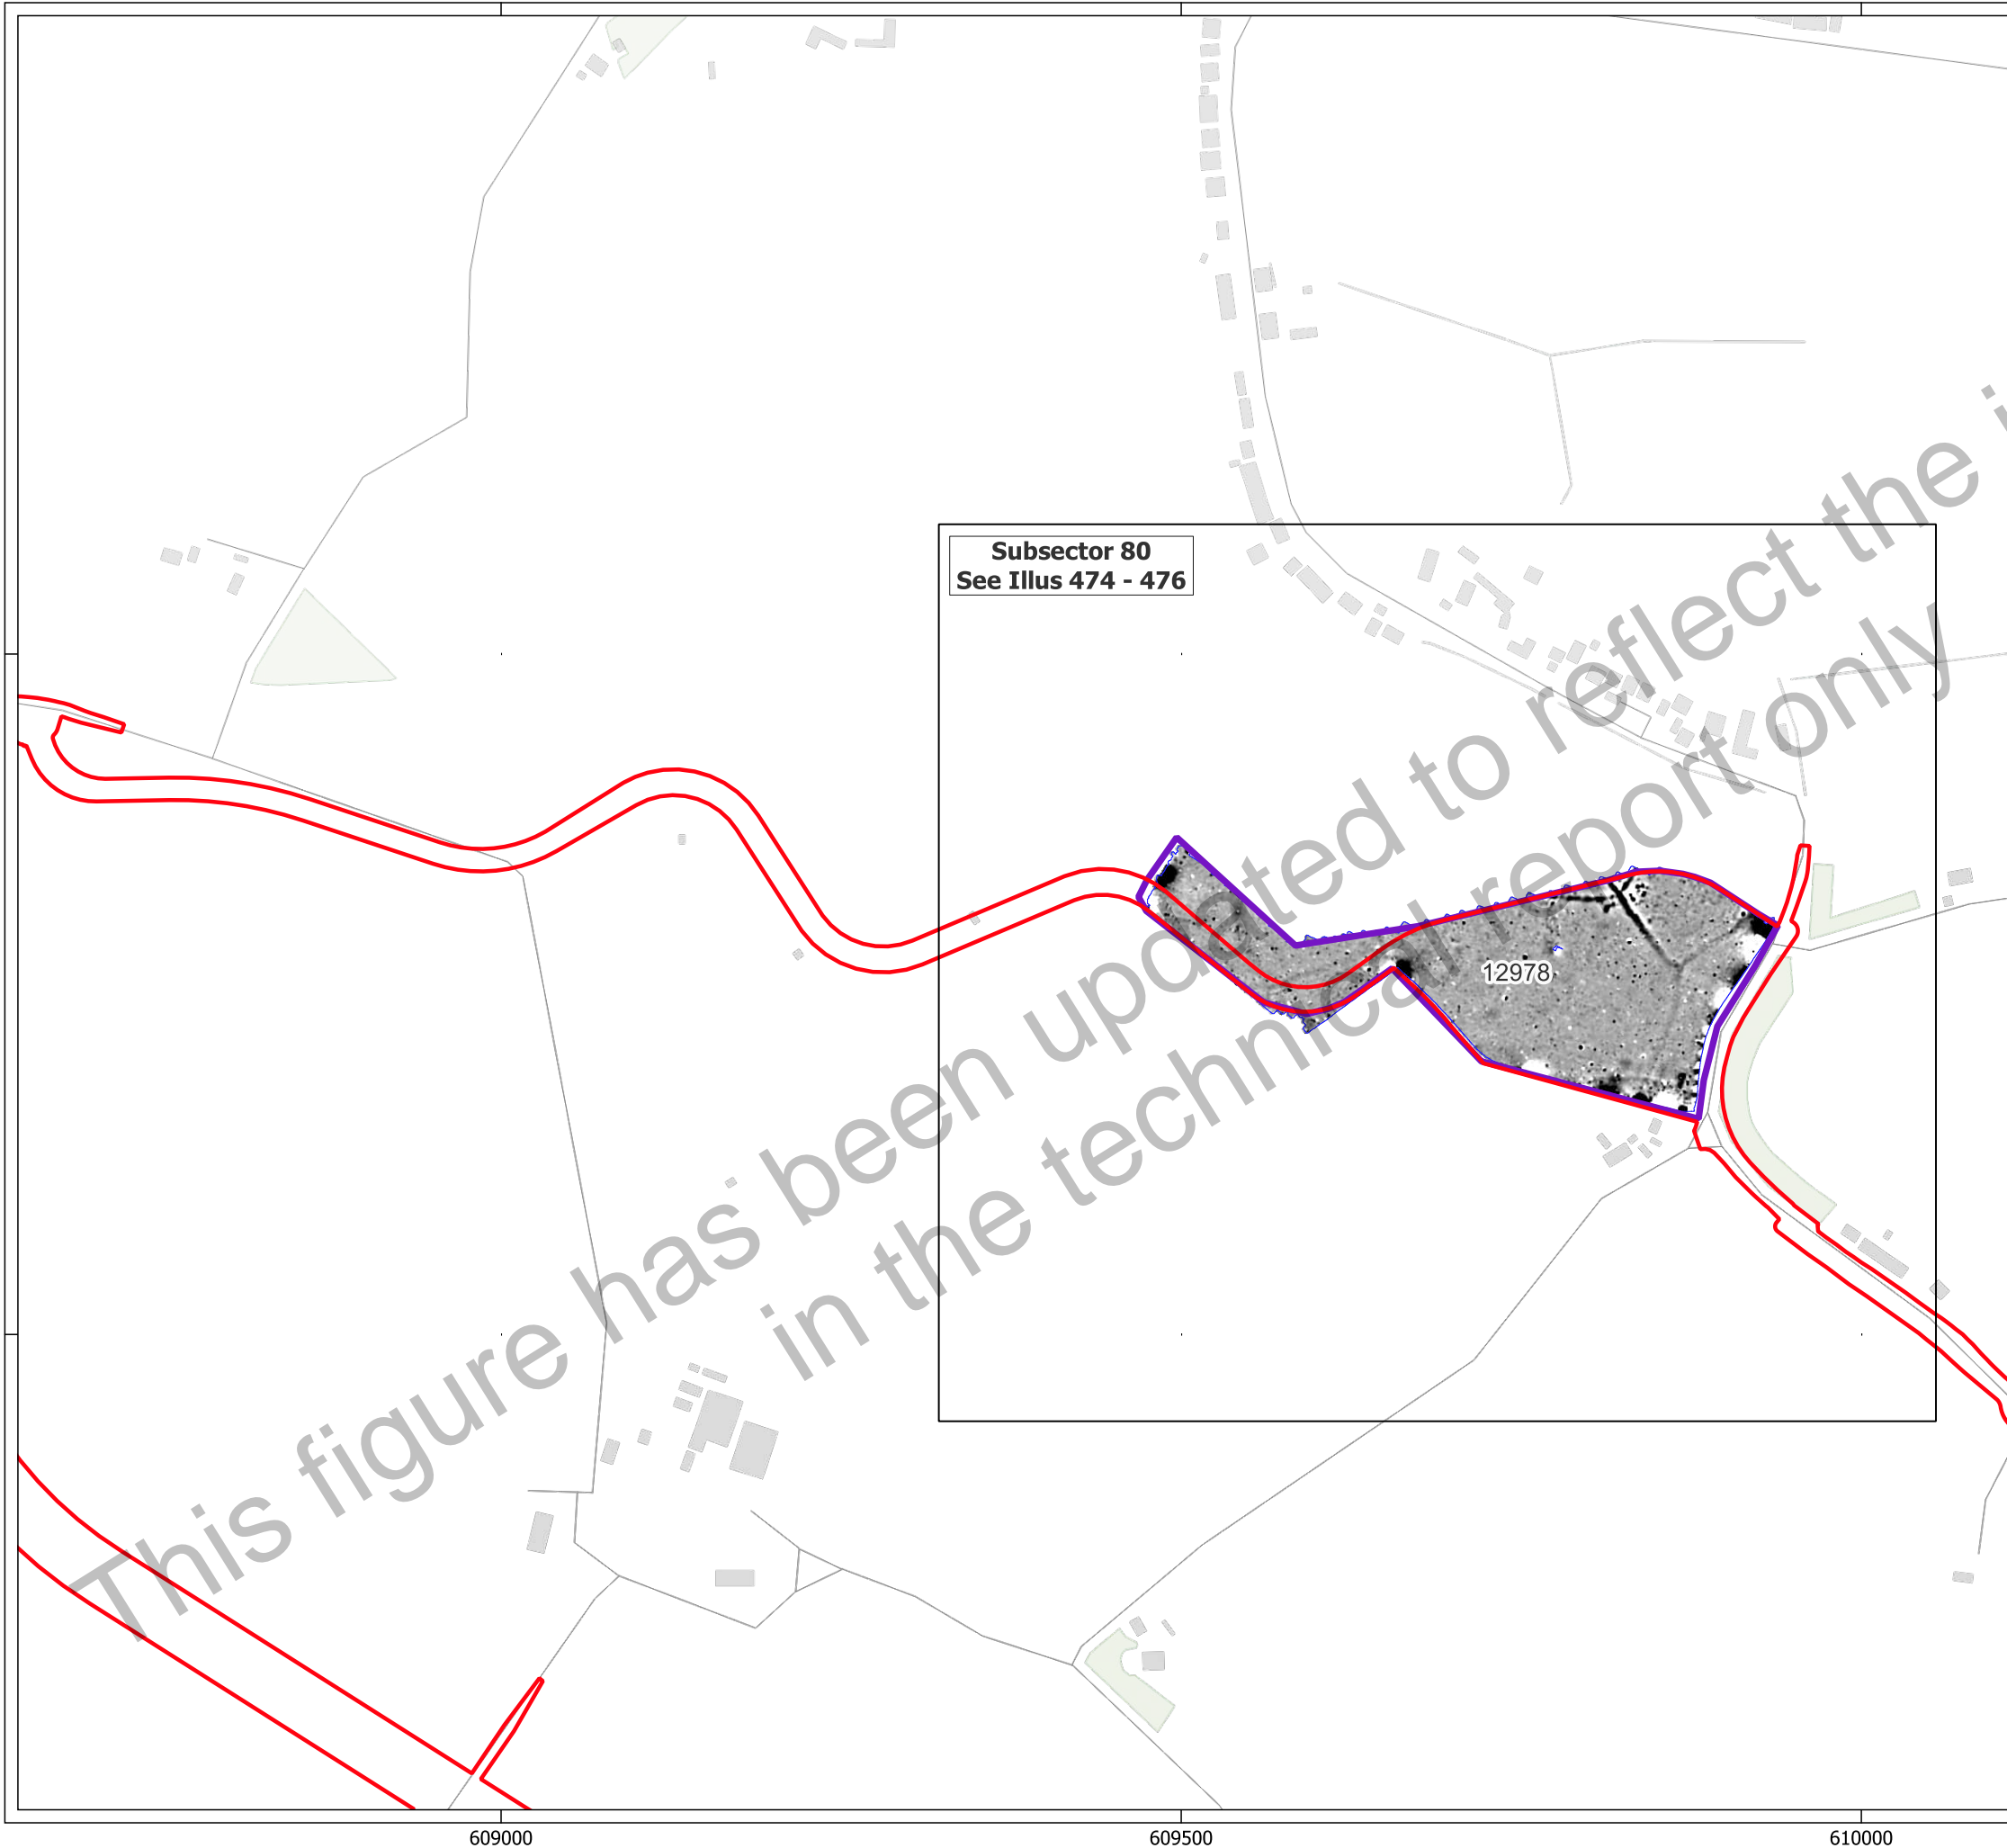 Subsector 80
See Illus 474 - 476
12978
This figure has been updated to reflect the
in the technical report only
609000
609500
610000